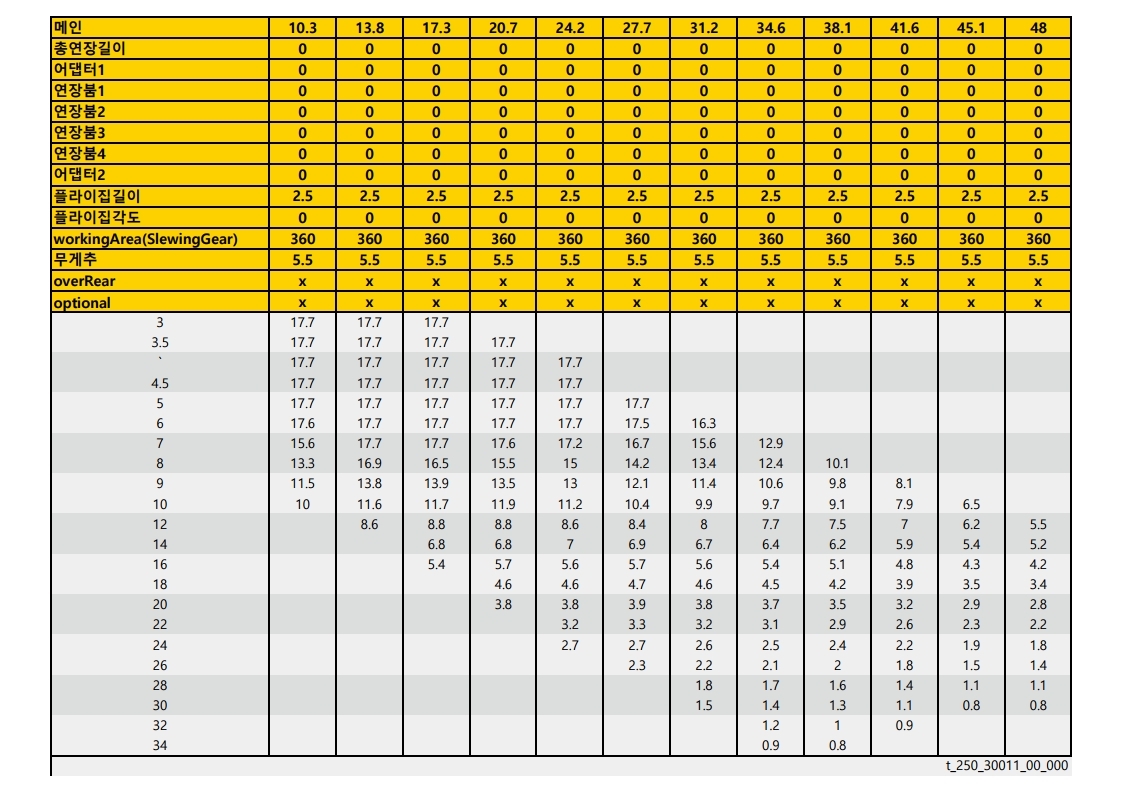 메인 10.3 13.8 17.3 20.7 24.2 27.7 31.2 34.6 38.1 41.6 45.1 48
총연장길이 0 0 0 0 0 0 0 0 0 0 0 0
어댑터1 0 0 0 0 0 0 0 0 0 0 0 0
연장붐1 0 0 0 0 0 0 0 0 0 0 0 0
연장붐2 0 0 0 0 0 0 0 0 0 0 0 0
연장붐3 0 0 0 0 0 0 0 0 0 0 0 0
연장붐4 0 0 0 0 0 0 0 0 0 0 0 0
어댑터2 0 0 0 0 0 0 0 0 0 0 0 0
플라이집길이 2.5 2.5 2.5 2.5 2.5 2.5 2.5 2.5 2.5 2.5 2.5 2.5
플라이집각도 0 0 0 0 0 0 0 0 0 0 0 0
workingArea(SlewingGear) 360 360 360 360 360 360 360 360 360 360 360 360
무게추 5.5 5.5 5.5 5.5 5.5 5.5 5.5 5.5 5.5 5.5 5.5 5.5
overRear x x x x x x x x x x x x
optional x x x x x x x x x x x x
3 17.7 17.7 17.7
3.5 17.7 17.7 17.7 17.7
` 17.7 17.7 17.7 17.7 17.7
4.5 17.7 17.7 17.7 17.7 17.7
5 17.7 17.7 17.7 17.7 17.7 17.7
6 17.6 17.7 17.7 17.7 17.7 17.5 16.3
7 15.6 17.7 17.7 17.6 17.2 16.7 15.6 12.9
8 13.3 16.9 16.5 15.5 15 14.2 13.4 12.4 10.1
9 11.5 13.8 13.9 13.5 13 12.1 11.4 10.6 9.8 8.1
10 10 11.6 11.7 11.9 11.2 10.4 9.9 9.7 9.1 7.9 6.5
12 8.6 8.8 8.8 8.6 8.4 8 7.7 7.5 7 6.2 5.5
14 6.8 6.8 7 6.9 6.7 6.4 6.2 5.9 5.4 5.2
16 5.4 5.7 5.6 5.7 5.6 5.4 5.1 4.8 4.3 4.2
18 4.6 4.6 4.7 4.6 4.5 4.2 3.9 3.5 3.4
20 3.8 3.8 3.9 3.8 3.7 3.5 3.2 2.9 2.8
22 3.2 3.3 3.2 3.1 2.9 2.6 2.3 2.2
24 2.7 2.7 2.6 2.5 2.4 2.2 1.9 1.8
26 2.3 2.2 2.1 2 1.8 1.5 1.4
28 1.8 1.7 1.6 1.4 1.1 1.1
30 1.5 1.4 1.3 1.1 0.8 0.8
32 1.2 1 0.9
34 0.9 0.8
t_250_30011_00_000